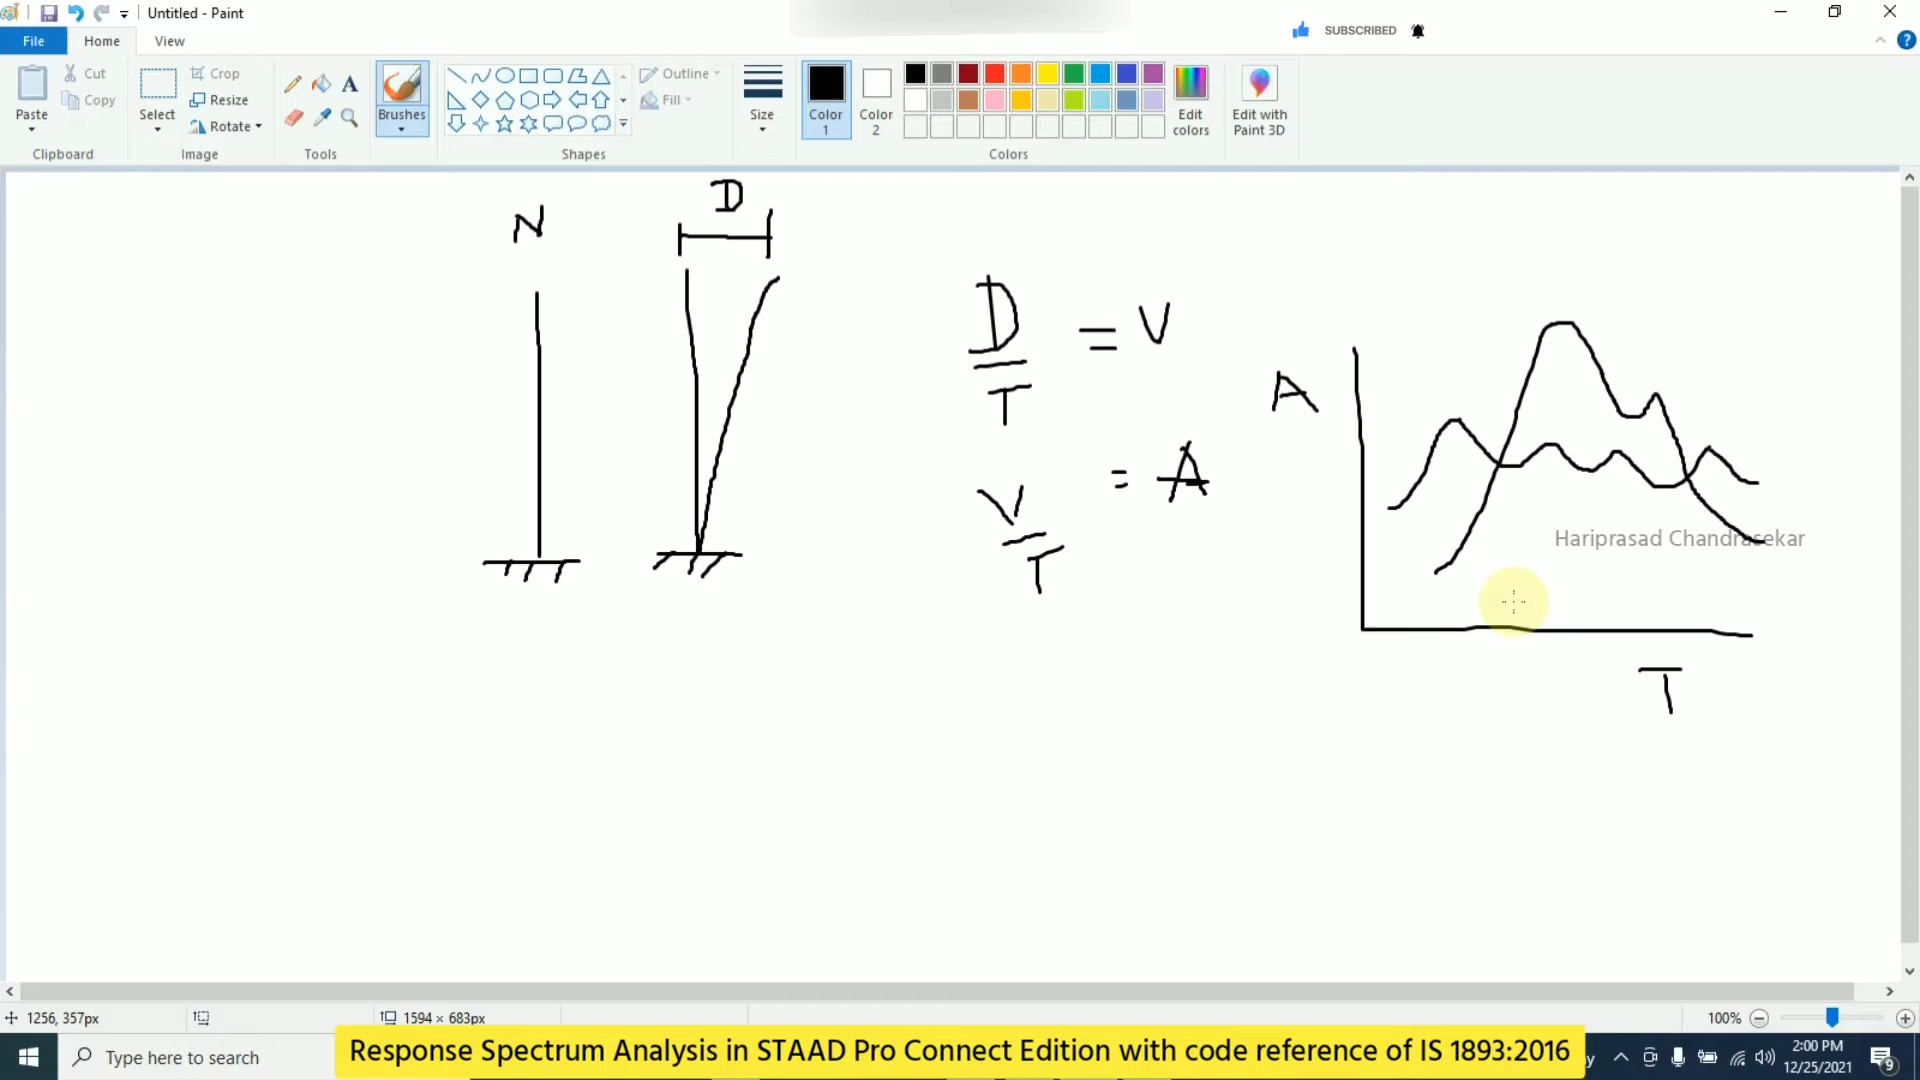 Untitled - Paint
SUBSCRIBED
File Home View
Cut
Copy
Paste
Clipboard
Select
Crop
Resize
Rotate
Image
Tools
Brushes
Shapes
Outline
Fill
Size
Color 1
Color 2
Colors
Edit colors
Edit with Paint 3D
N
D
D
T
= V
V
T
= A
A
T
Hariprasad Chandrasekar
1256, 357px
1594 × 683px
100%
Type here to search
Response Spectrum Analysis in STAAD Pro Connect Edition with code reference of IS 1893:2016
2:00 PM
12/25/2021
9